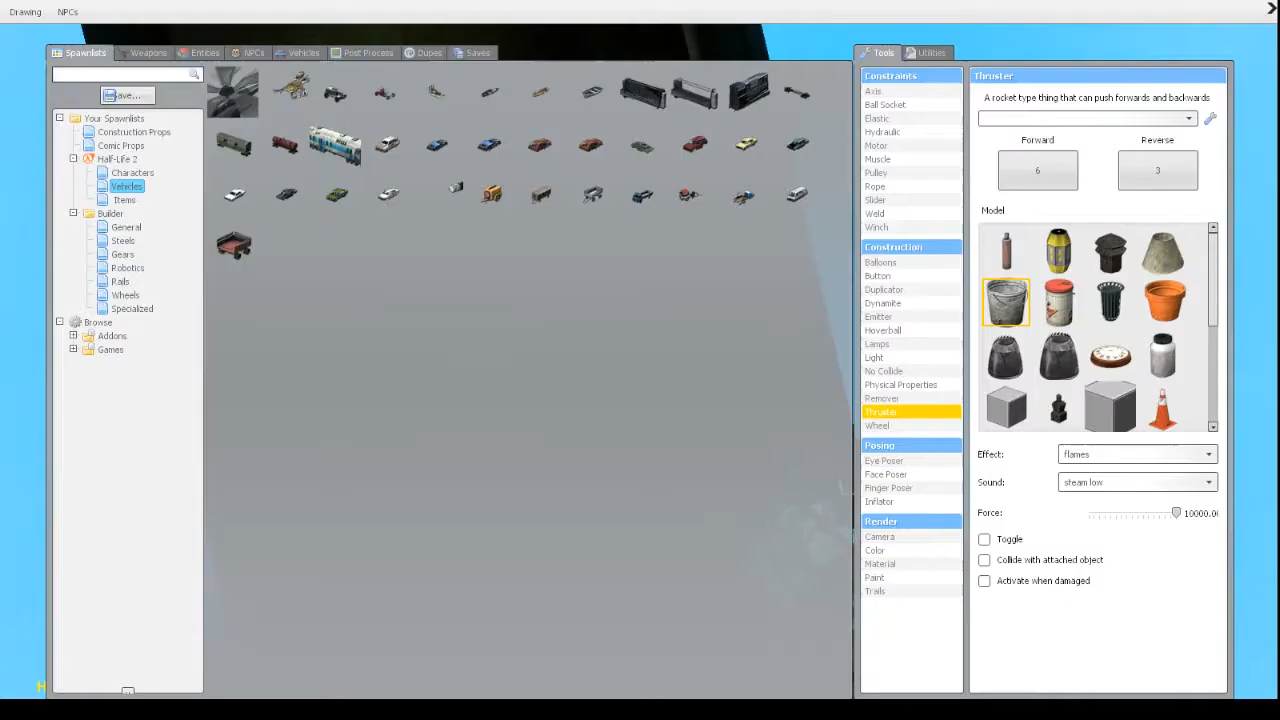 Drawing NPCs
Spawnlists Weapons Entities NPCs Vehicles Post Process Dupes Saves
Save...
Your Spawnlists
Construction Props
Comic Props
Half-Life 2
Characters
Vehicles
Items
Builder
General
Steels
Gears
Robotics
Rails
Wheels
Specialized
Browse
Addons
Games
Tools Utilities
Constraints
Axis
Ball Socket
Elastic
Hydraulic
Motor
Muscle
Pulley
Rope
Slider
Weld
Winch
Construction
Balloons
Button
Duplicator
Dynamite
Emitter
Hoverball
Lamps
Light
No Collide
Physical Properties
Remover
Thruster
Wheel
Posing
Eye Poser
Face Poser
Finger Poser
Inflator
Render
Camera
Color
Material
Paint
Trails
Thruster
A rocket type thing that can push forwards and backwards
Forward Reverse
6 3
Model
Effect: flames
Sound: steam low
Force: 10000.0
Toggle
Collide with attached object
Activate when damaged